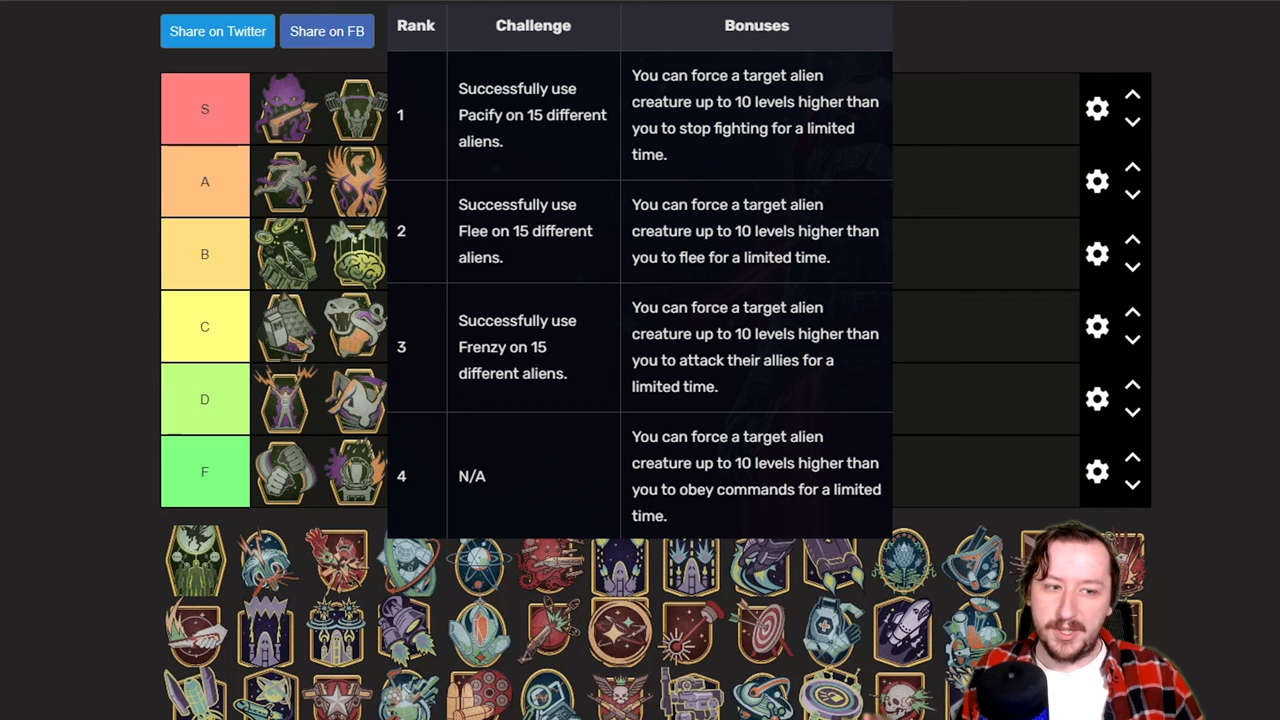 Share on Twitter
Share on FB
Rank
Challenge
Bonuses
1
Successfully use
Pacify on 15 different
aliens.
You can force a target alien
creature up to 10 levels higher than
you to stop fighting for a limited
time.
2
Successfully use
Flee on 15 different
aliens.
You can force a target alien
creature up to 10 levels higher than
you to flee for a limited time.
3
Successfully use
Frenzy on 15
different aliens.
You can force a target alien
creature up to 10 levels higher than
you to attack their allies for a
limited time.
4
N/A
You can force a target alien
creature up to 10 levels higher than
you to obey commands for a limited
time.
S
A
B
C
D
F